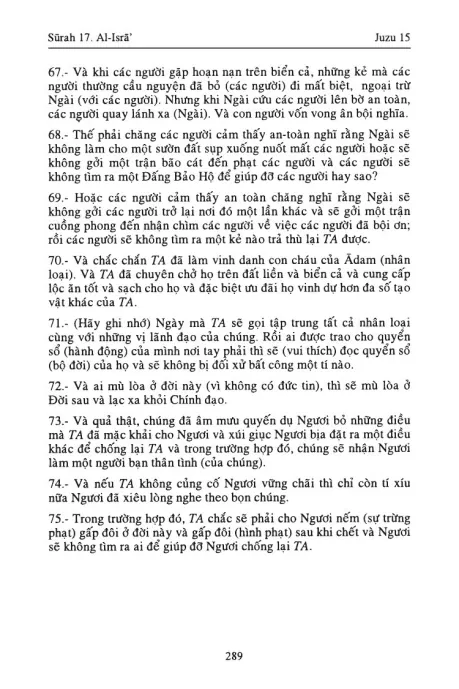 Sūrah 17. Al-Isrā’ Juzu 15
67.- Và khi các người gặp hoạn nạn trên biển cả, những kẻ mà các
người thường cầu nguyện đã bỏ (các người) đi mất biệt, ngoại trừ
Ngài (với các người). Nhưng khi Ngài cứu các người lên bờ an toàn,
các người quay lánh xa (Ngài). Và con người vốn vong ân bội nghĩa.
68.- Thế phải chăng các người cảm thấy an-toàn nghĩ rằng Ngài sẽ
không làm cho một sườn đất sụp xuống nuốt mất các người hoặc sẽ
không gởi một trận bão cát đến phạt các người và các người sẽ
không tìm ra một Đấng Bảo Hộ để giúp đỡ các người hay sao?
69.- Hoặc các người cảm thấy an toàn chăng nghĩ rằng Ngài sẽ
không gởi các người trở lại nơi đó một lần khác và sẽ gởi một trận
cuồng phong đến nhận chìm các người về việc các người đã bội ơn;
rồi các người sẽ không tìm ra một kẻ nào trả thù lại TA được.
70.- Và chắc chắn TA đã làm vinh danh con cháu của Ādam (nhân
loại). Và TA đã chuyên chở họ trên đất liền và biển cả và cung cấp
lộc ăn tốt và sạch cho họ và đặc biệt ưu đãi họ vinh dự hơn đa số tạo
vật khác của TA.
71.- (Hãy ghi nhớ) Ngày mà TA sẽ gọi tập trung tất cả nhân loại
cùng với những vị lãnh đạo của chúng. Rồi ai được trao cho quyển
sổ (hành động) của mình nơi tay phải thì sẽ (vui thích) đọc quyển sổ
(bộ đời) của họ và sẽ không bị đối xử bất công một tí nào.
72.- Và ai mù lòa ở đời này (vì không có đức tin), thì sẽ mù lòa ở
Đời sau và lạc xa khỏi Chính đạo.
73.- Và quả thật, chúng đã âm mưu quyến dụ Ngươi bỏ những điều
mà TA đã mặc khải cho Ngươi và xúi giục Ngươi bịa đặt ra một điều
khác để chống lại TA và trong trường hợp đó, chúng sẽ nhận Ngươi
làm một người bạn thân tình (của chúng).
74.- Và nếu TA không củng cố Ngươi vững chãi thì chỉ còn tí xíu
nữa Ngươi đã xiêu lòng nghe theo bọn chúng.
75.- Trong trường hợp đó, TA chắc sẽ phải cho Ngươi nếm (sự trừng
phạt) gấp đôi ở đời này và gấp đôi (hình phạt) sau khi chết và Ngươi
sẽ không tìm ra ai để giúp đỡ Ngươi chống lại TA.
289